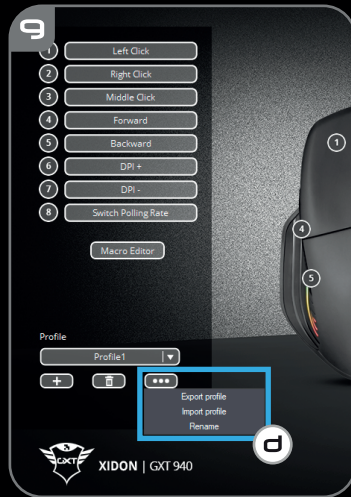 9
1 Left Click
2 Right Click
3 Middle Click
4 Forward
5 Backward
6 DPI +
7 DPI -
8 Switch Polling Rate
Macro Editor
1
4
5
Profile
Profile1
+
Export profile
Import profile
Rename
d
GXT
XIDON | GXT 940